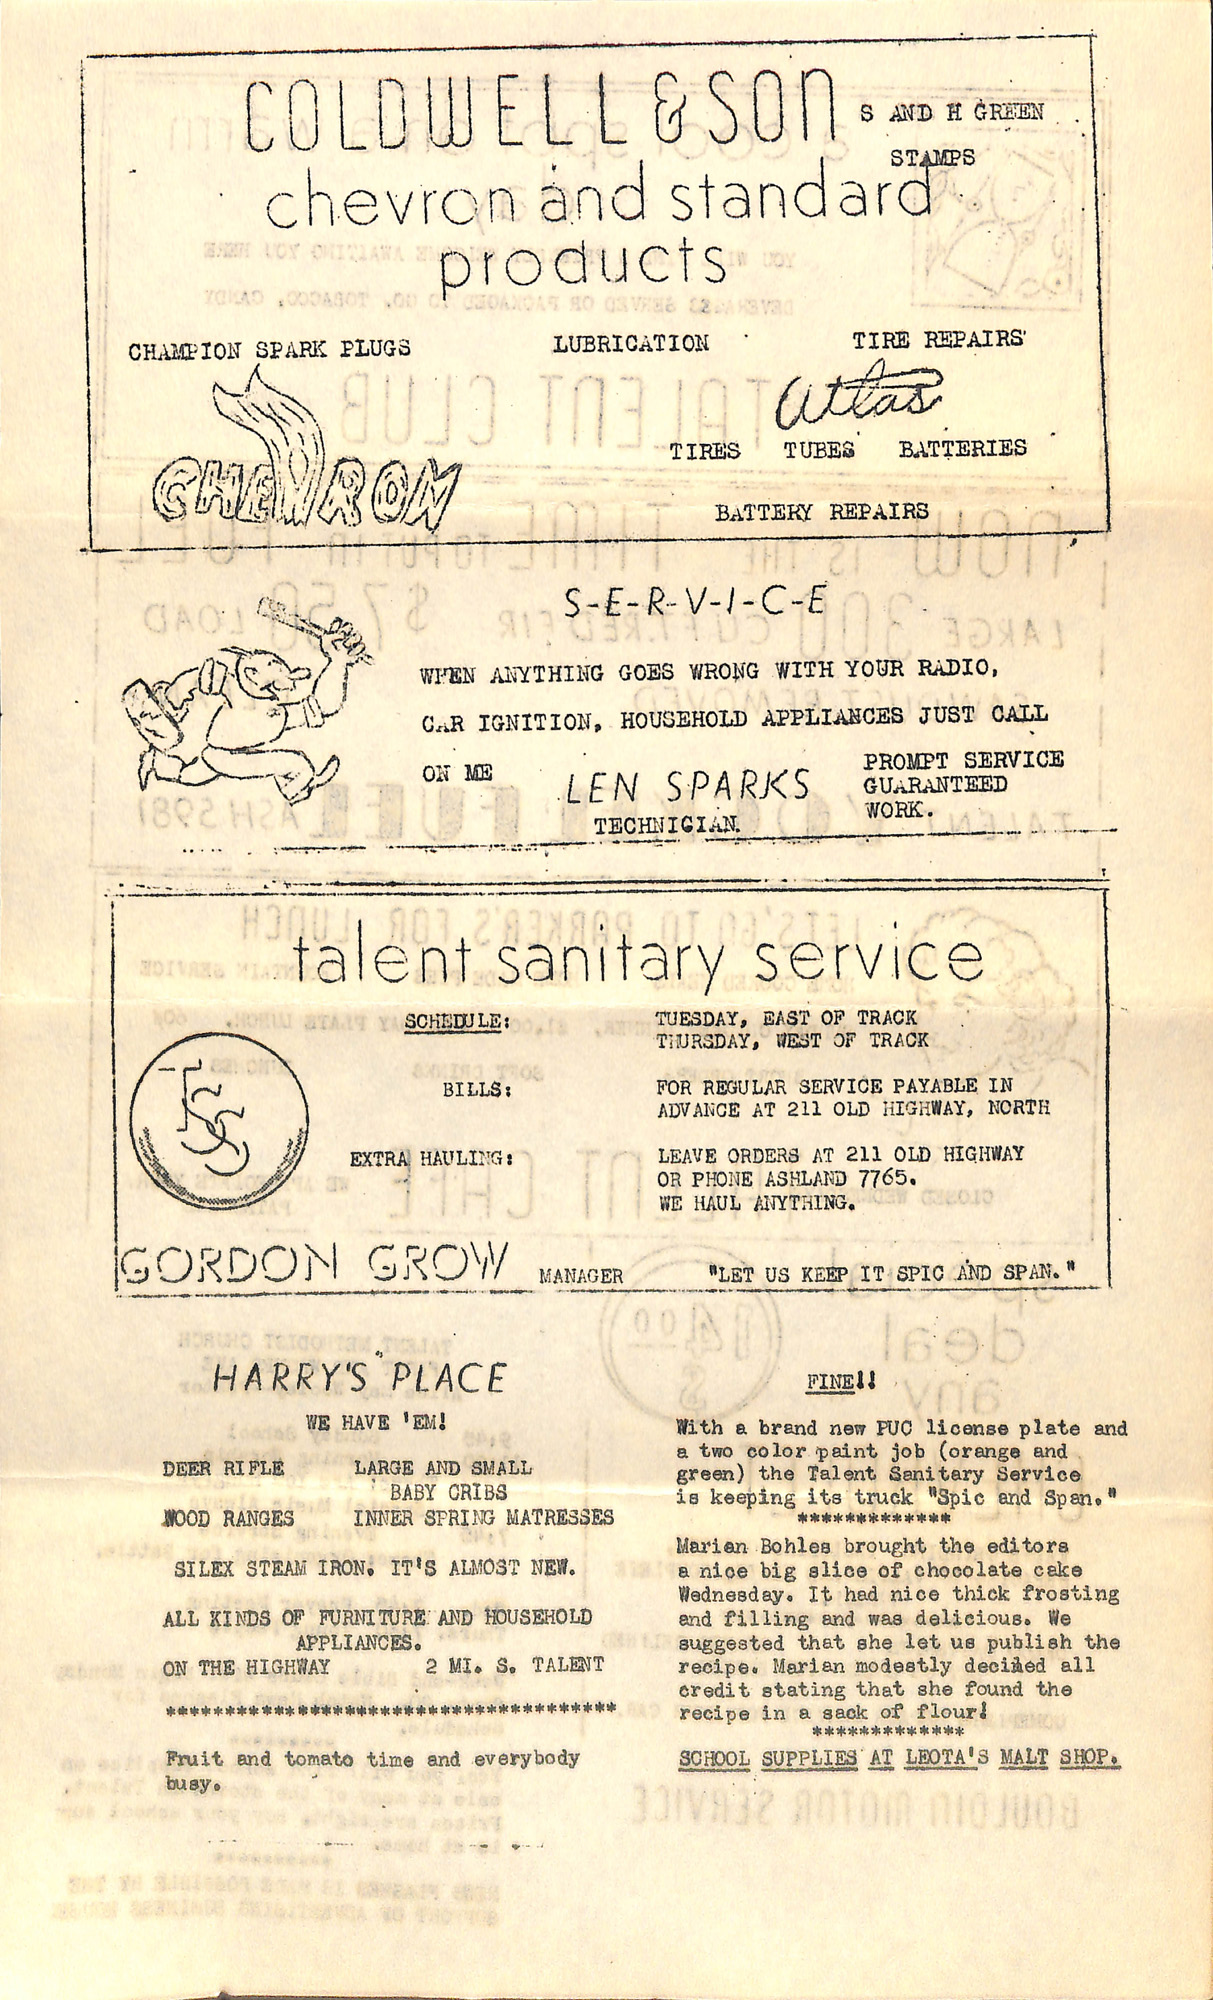 COLDWELL & SON
S AND H GREEN
STAMPS
chevron and standard
products
CHAMPION SPARK PLUGS LUBRICATION TIRE REPAIRS
Atlas
CHEVRON
TIRES TUBES BATTERIES
BATTERY REPAIRS
S-E-R-V-I-C-E
WHEN ANYTHING GOES WRONG WITH YOUR RADIO,
CAR IGNITION, HOUSEHOLD APPLIANCES JUST CALL
ON ME LEN SPARKS
TECHNICIAN
PROMPT SERVICE
GUARANTEED
WORK.
talent sanitary service
SCHEDULE: TUESDAY, EAST OF TRACK
THURSDAY, WEST OF TRACK
TSS
BILLS: FOR REGULAR SERVICE PAYABLE IN
ADVANCE AT 211 OLD HIGHWAY, NORTH
EXTRA HAULING: LEAVE ORDERS AT 211 OLD HIGHWAY
OR PHONE ASHLAND 7765.
WE HAUL ANYTHING.
GORDON GROW MANAGER "LET US KEEP IT SPIC AND SPAN."
HARRY'S PLACE
WE HAVE 'EM!
DEER RIFLE LARGE AND SMALL
BABY CRIBS
WOOD RANGES INNER SPRING MATRESSES
SILEX STEAM IRON. IT'S ALMOST NEW.
ALL KINDS OF FURNITURE AND HOUSEHOLD
APPLIANCES.
ON THE HIGHWAY 2 MI. S. TALENT
**************************************
Fruit and tomato time and everybody
busy.
FINE!!
With a brand new PUC license plate and
a two color paint job (orange and
green) the Talent Sanitary Service
is keeping its truck "Spic and Span."
*************
Marian Bohles brought the editors
a nice big slice of chocolate cake
Wednesday. It had nice thick frosting
and filling and was delicious. We
suggested that she let us publish the
recipe. Marian modestly declined all
credit stating that she found the
recipe in a sack of flour!
*************
SCHOOL SUPPLIES AT LEOTA'S MALT SHOP.